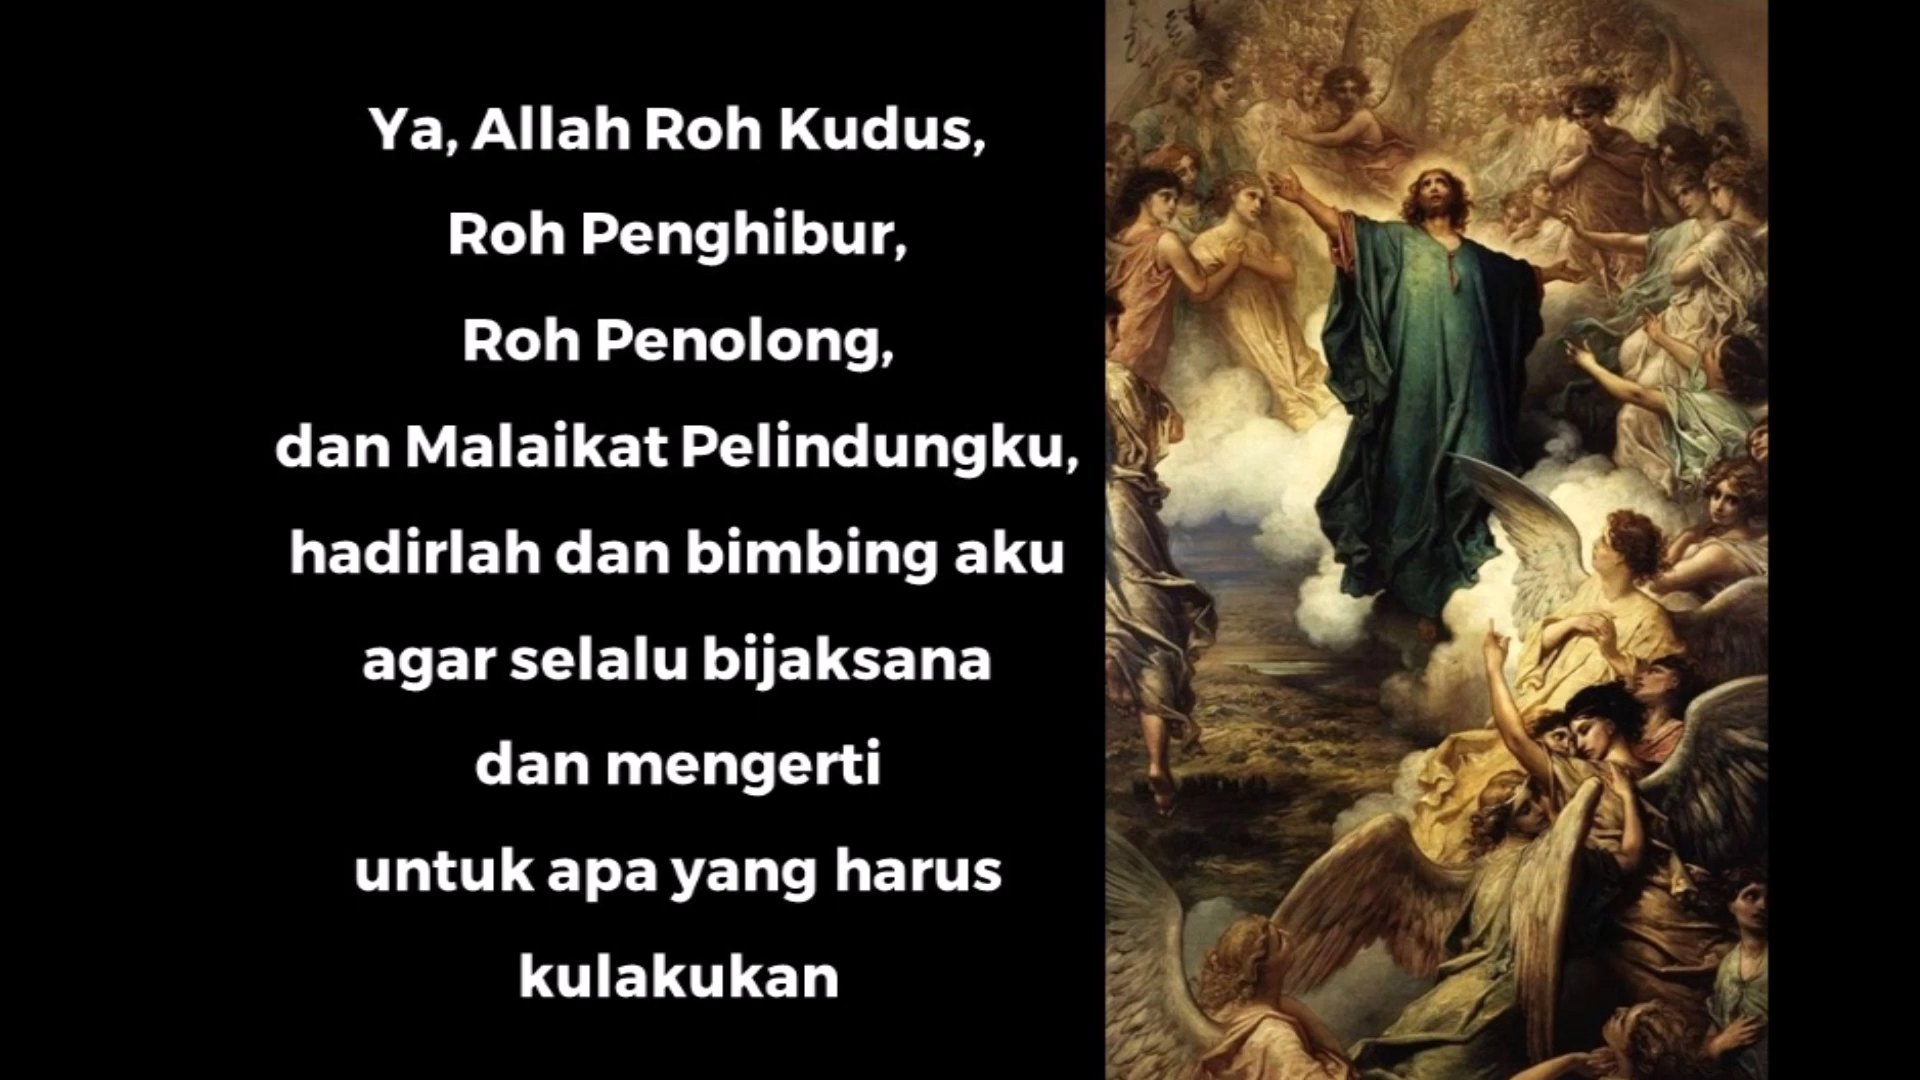 Ya, Allah Roh Kudus,
Roh Penghibur,
Roh Penolong,
dan Malaikat Pelindungku,
hadirlah dan bimbing aku
agar selalu bijaksana
dan mengerti
untuk apa yang harus
kulakukan